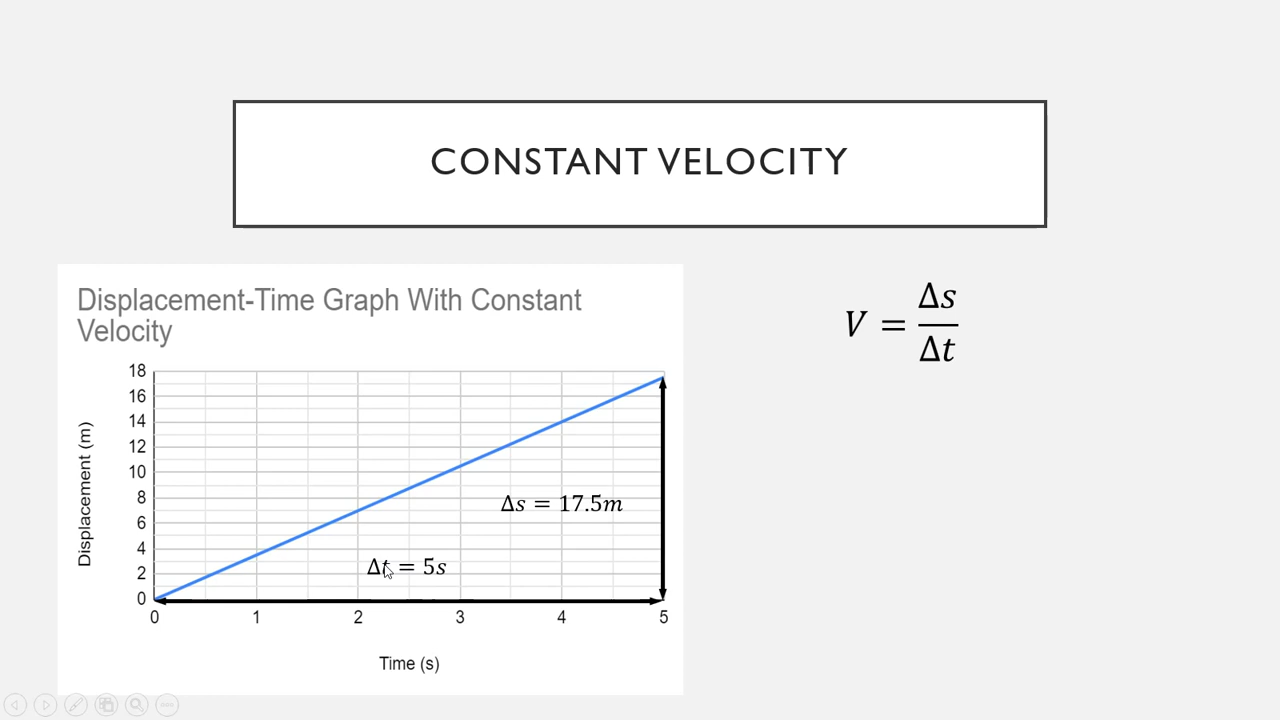 CONSTANT VELOCITY
Displacement-Time Graph With Constant
Velocity
18
16
14
12
10
8
6
4
2
0
Displacement (m)
Δs = 17.5m
Δt = 5s
0 1 2 3 4 5
Time (s)
V = Δs/Δt